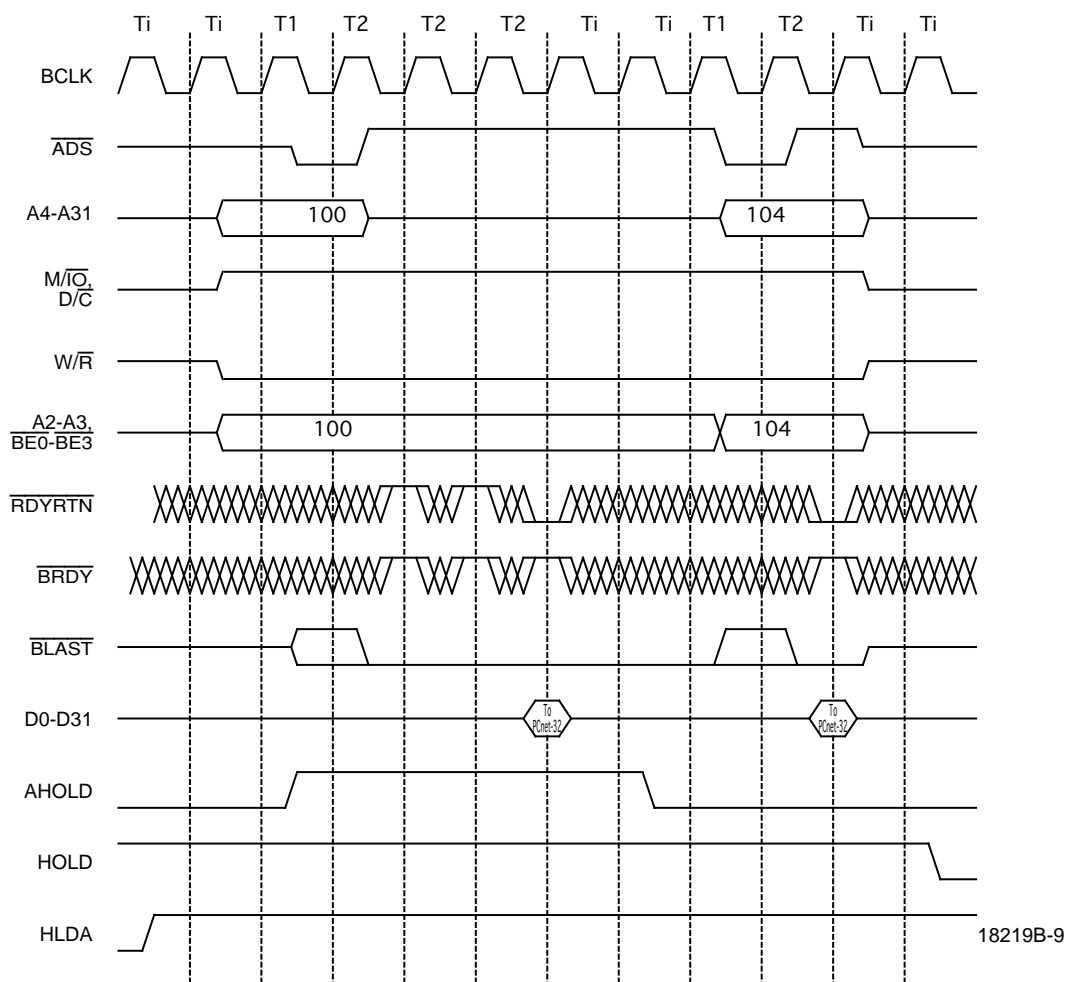 Ti Ti T1 T2 T2 T2 Ti Ti T1 T2 Ti Ti
BCLK
ADS
A4-A31 100 104
M/IO,
D/C
W/R
A2-A3,
BE0-BE3 100 104
RDYRTN
BRDY
BLAST
D0-D31 To PCnet-32 To PCnet-32
AHOLD
HOLD
HLDA
18219B-9